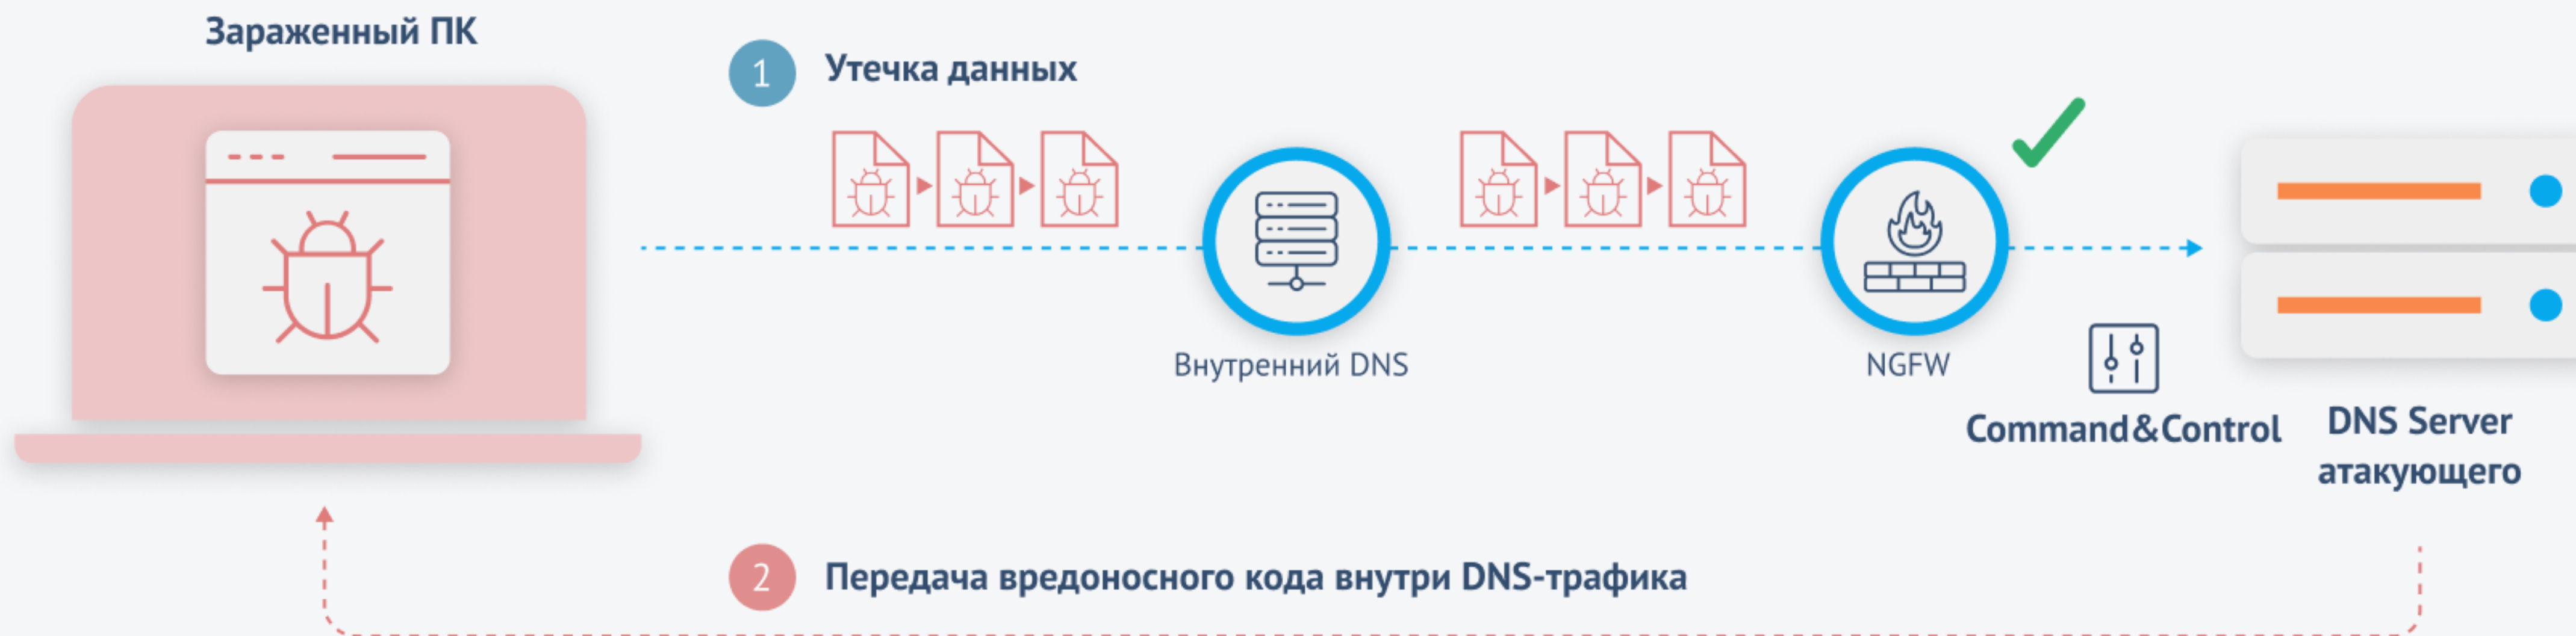 Зараженный ПК
1
Утечка данных
Внутренний DNS
NGFW
Command&Control
DNS Server
атакующего
2
Передача вредоносного кода внутри DNS-трафика